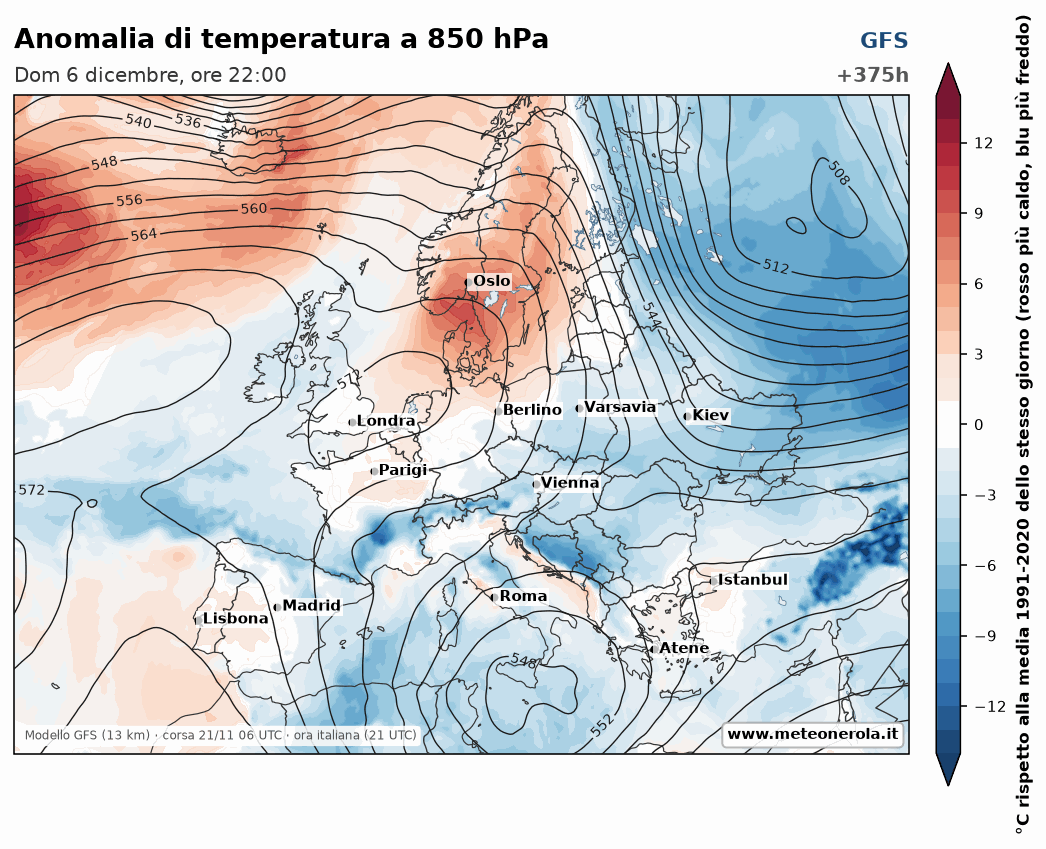 Anomalia di temperatura a 850 hPa
GFS
Dom 6 dicembre, ore 22:00
+375h
540
536
548
556
560
564
508
512
544
Oslo
Berlino
Varsavia
Kiev
Londra
Parigi
Vienna
572
Istanbul
Roma
Madrid
Lisbona
Atene
548
552
Modello GFS (13 km) · corsa 21/11 06 UTC · ora italiana (21 UTC)
www.meteonerola.it
12
9
6
3
0
−3
−6
−9
−12
°C rispetto alla media 1991-2020 dello stesso giorno (rosso più caldo, blu più freddo)